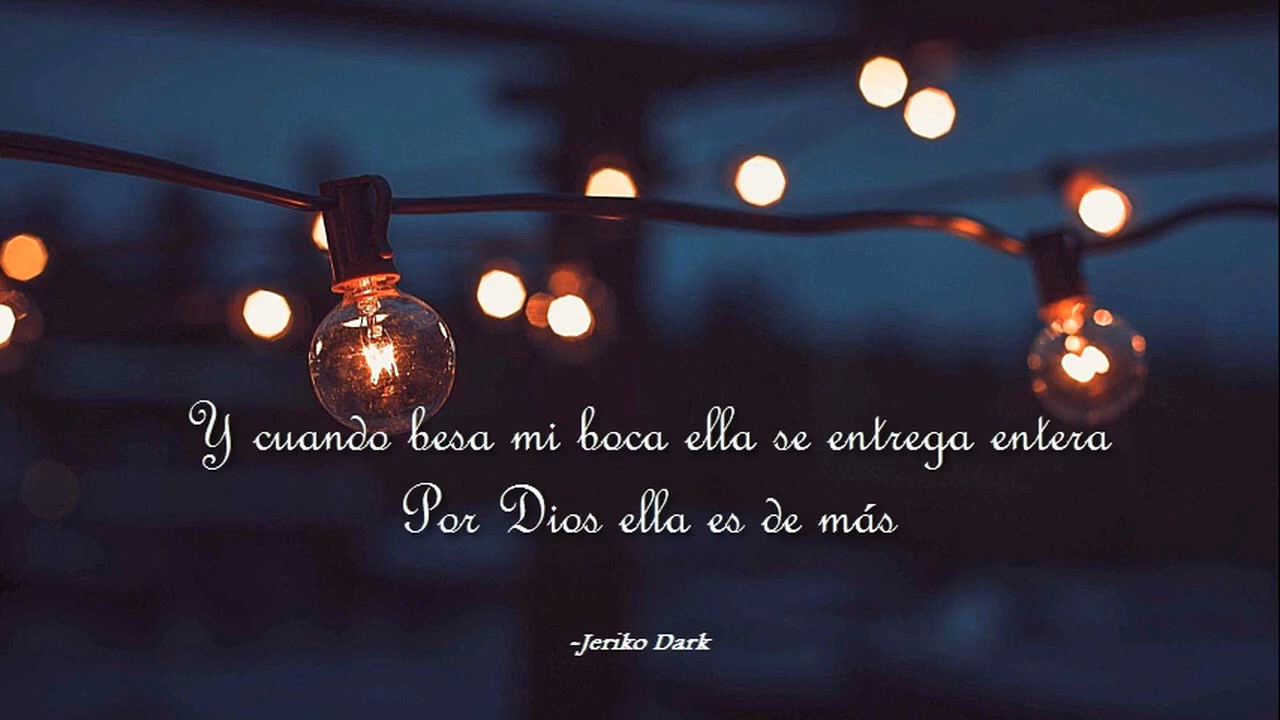 Y cuando besa mi boca ella se entrega entera
Por Dios ella es de más
-Jeriko Dark